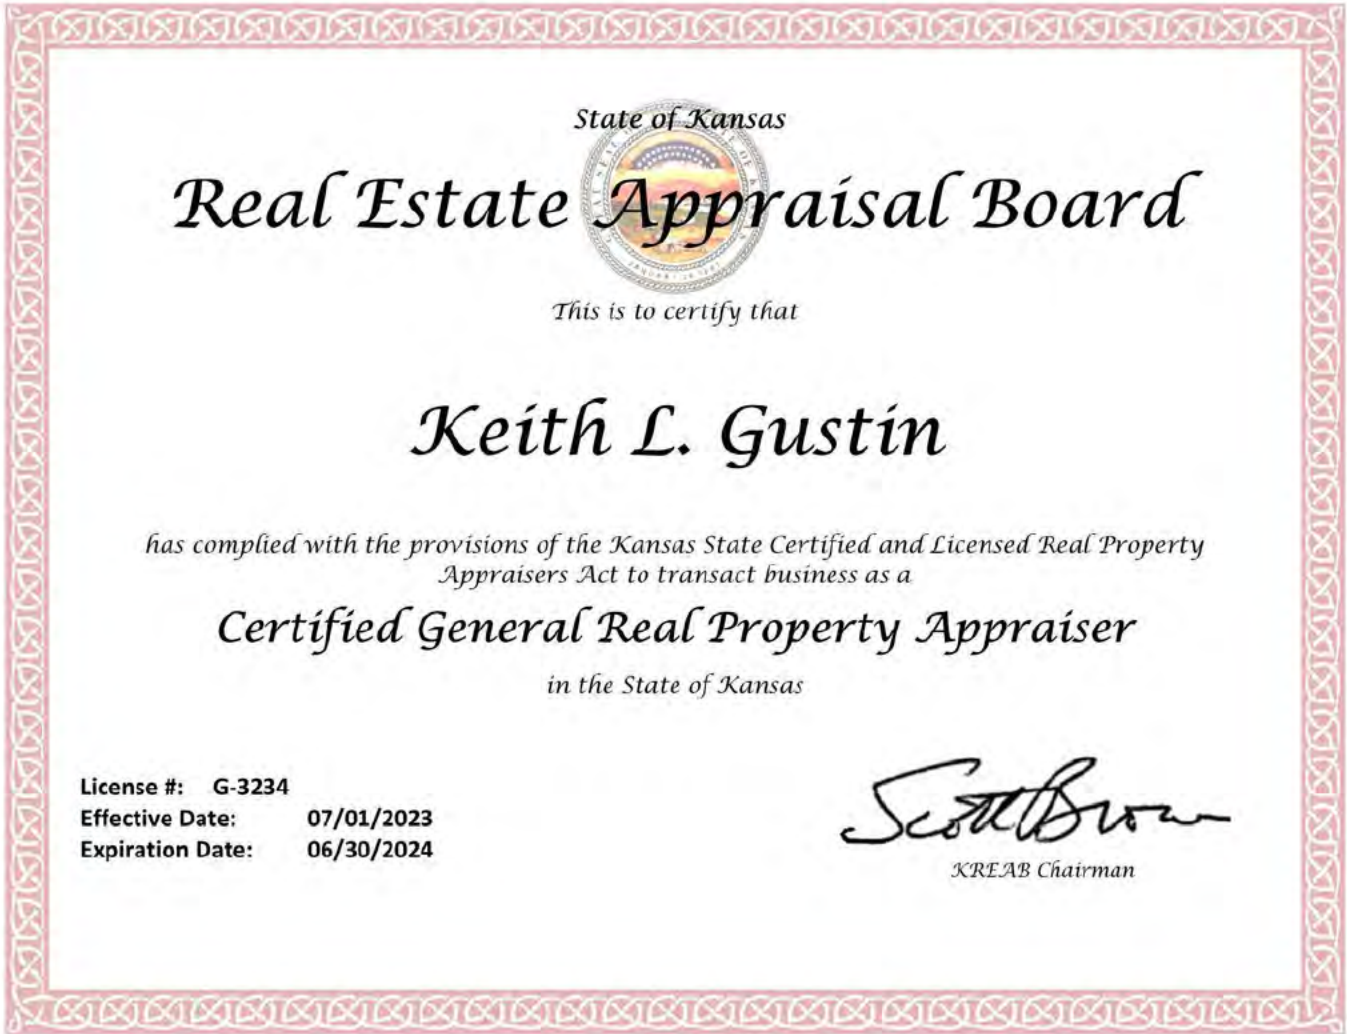 State of Kansas
Real Estate Appraisal Board
This is to certify that
Keith L. Gustin
has complied with the provisions of the Kansas State Certified and Licensed Real Property
Appraisers Act to transact business as a
Certified General Real Property Appraiser
in the State of Kansas
License #: G-3234
Effective Date: 07/01/2023
Expiration Date: 06/30/2024
Scott Brown
KREAB Chairman